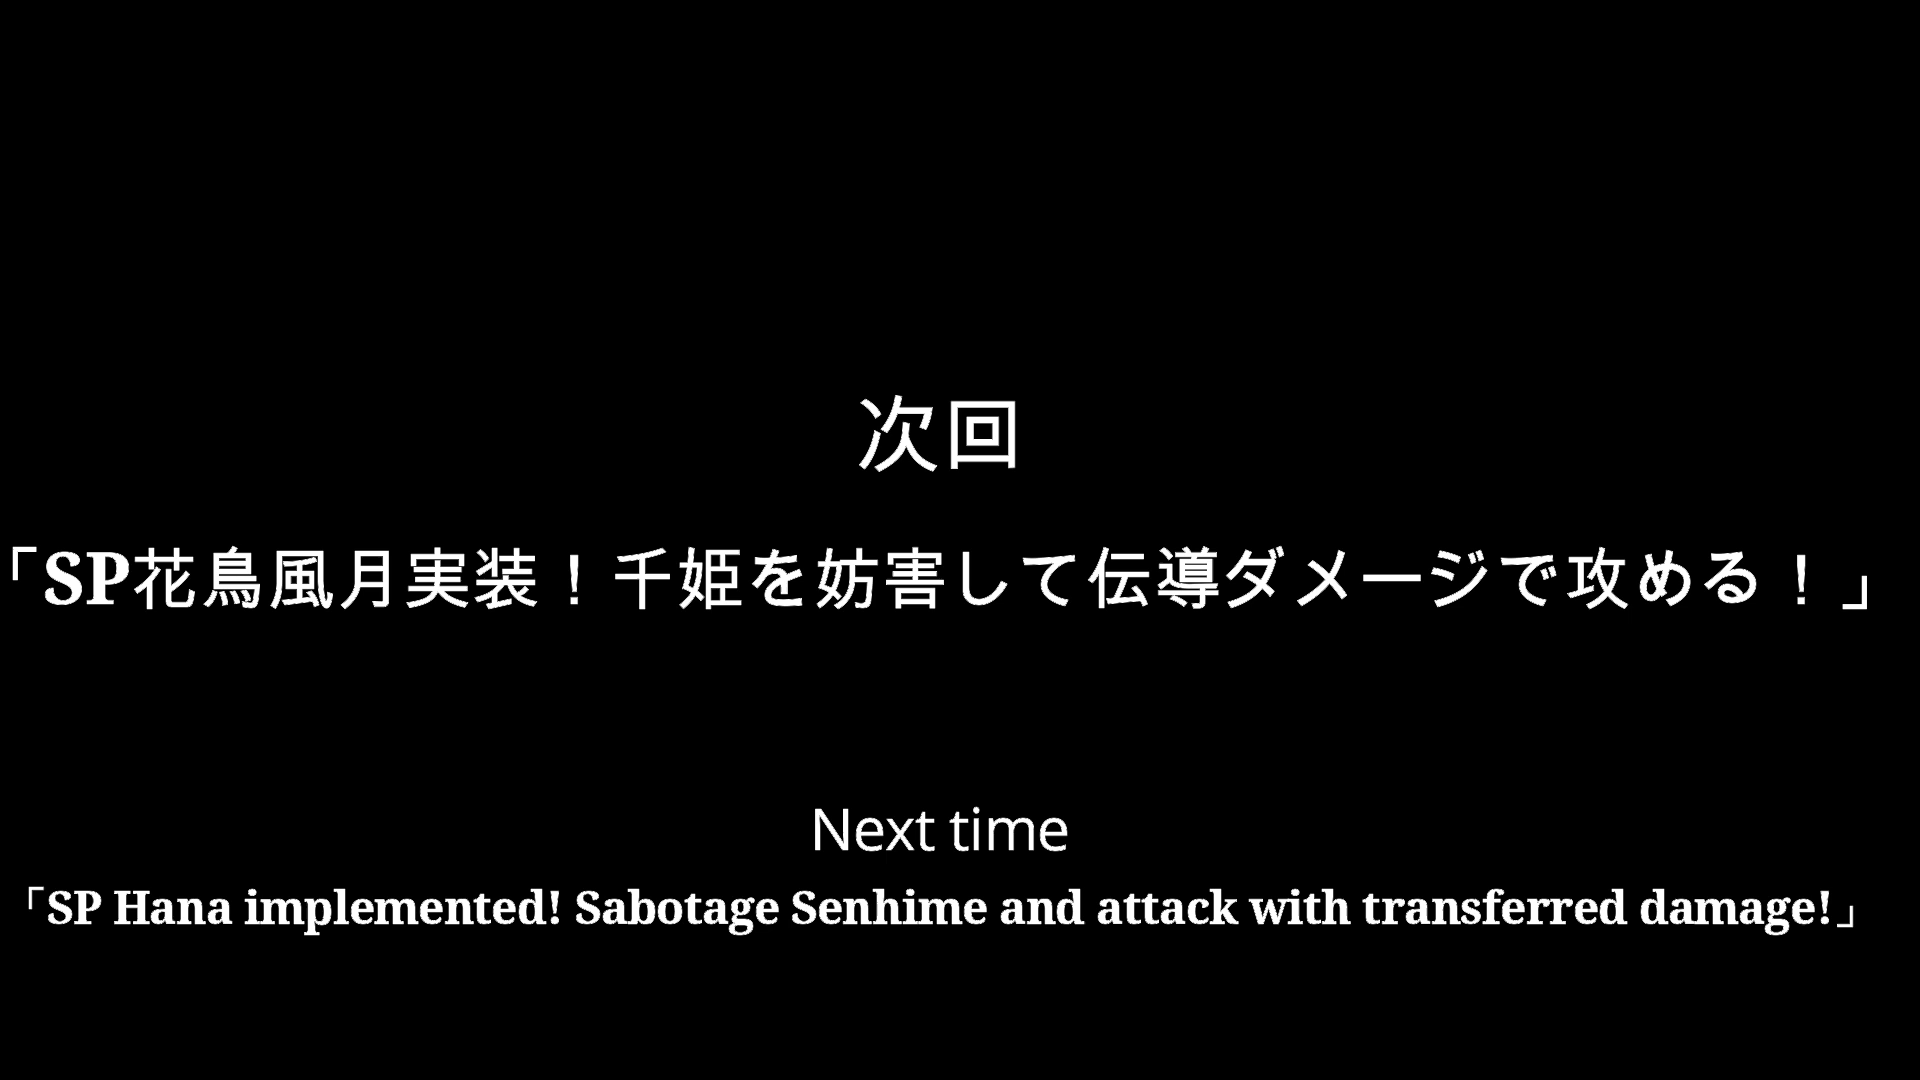 次回
「SP花鳥風月実装！千姫を妨害して伝導ダメージで攻める！」
Next time
「SP Hana implemented! Sabotage Senhime and attack with transferred damage!」